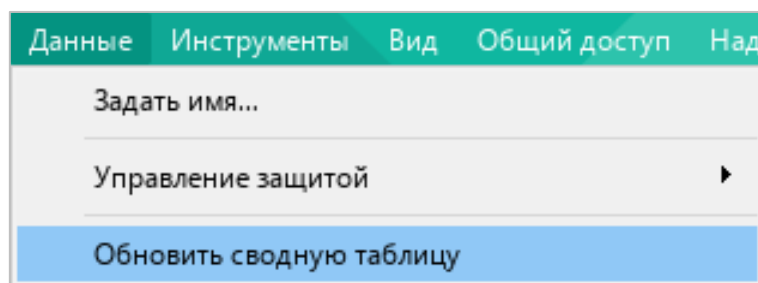 Данные Инструменты Вид Общий доступ
Задать имя...
Управление защитой
Обновить сводную таблицу